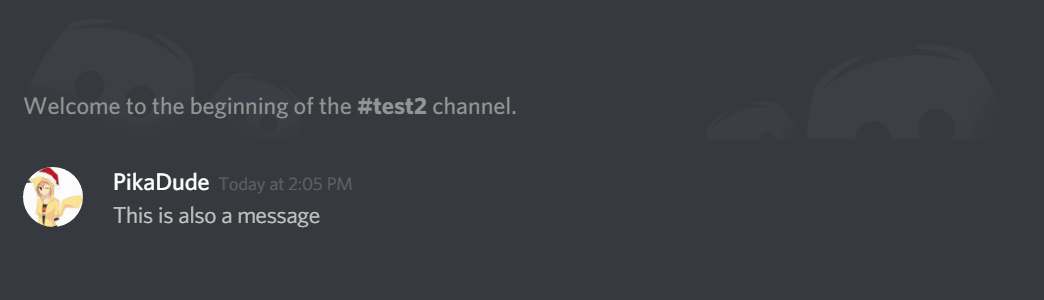 Welcome to the beginning of the #test2 channel.
PikaDude Today at 2:05 PM
This is also a message